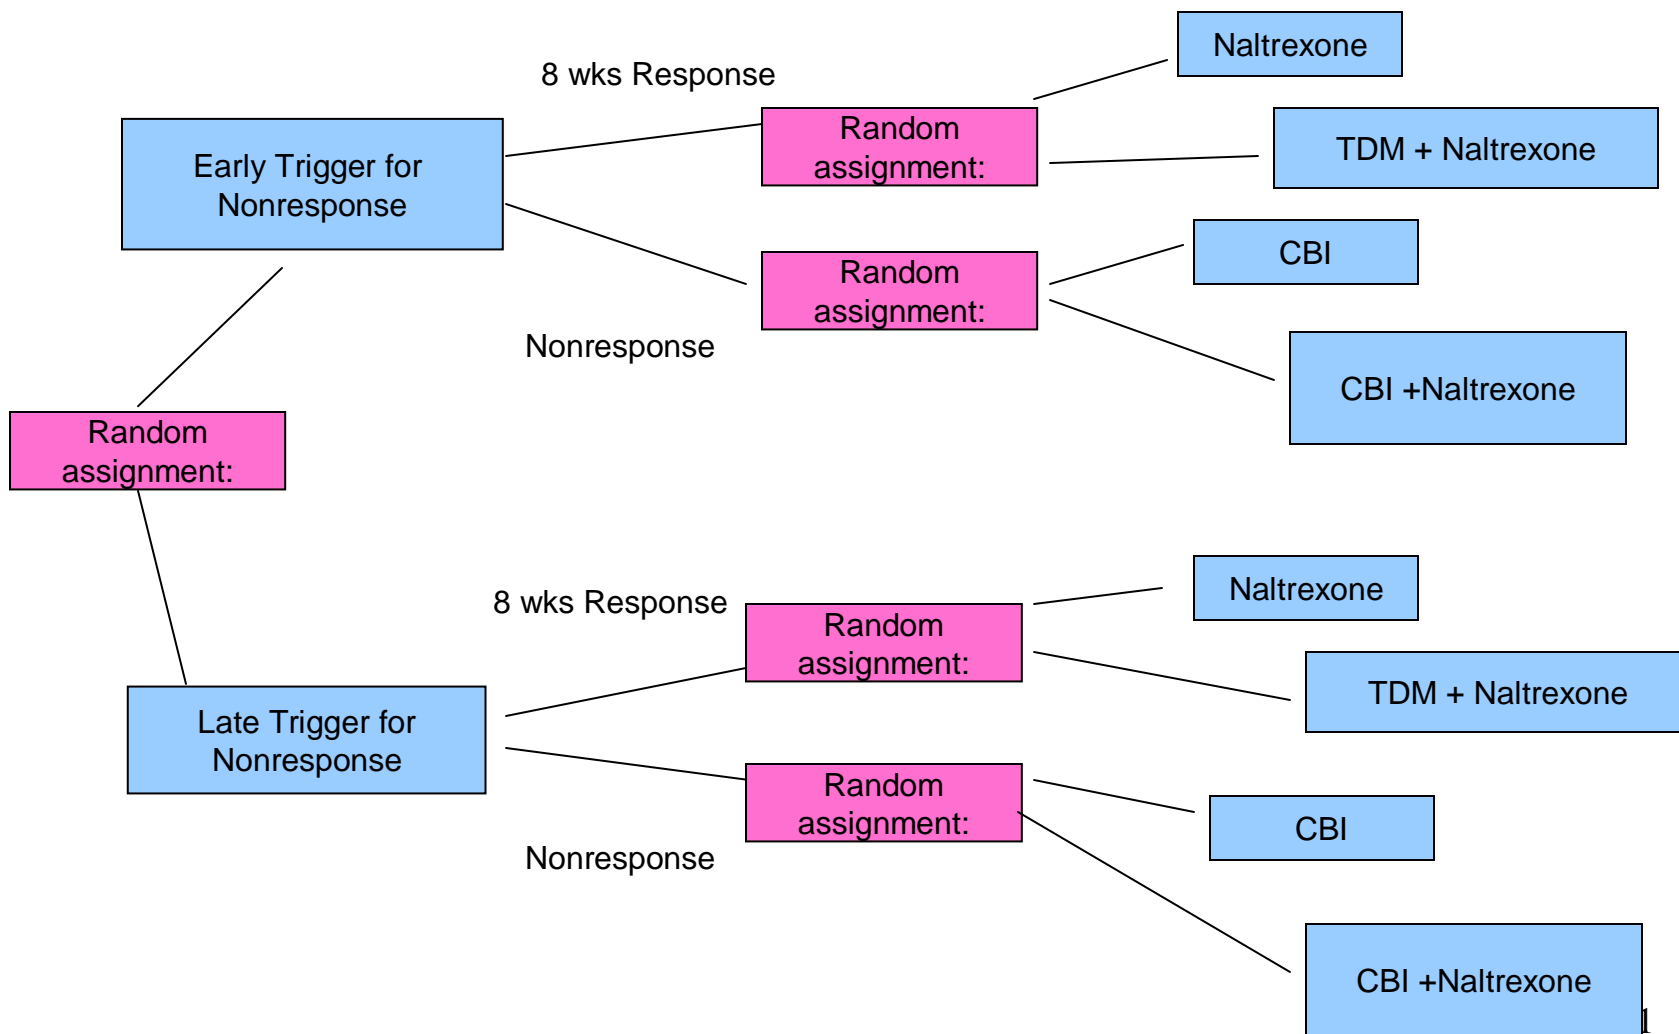 Naltrexone
8 wks Response
Random
assignment:
TDM + Naltrexone
Early Trigger for
Nonresponse
CBI
Random
assignment:
Nonresponse
CBI +Naltrexone
Random
assignment:
Naltrexone
8 wks Response
Random
assignment:
TDM + Naltrexone
Late Trigger for
Nonresponse
Random
assignment:
CBI
Nonresponse
CBI +Naltrexone
1